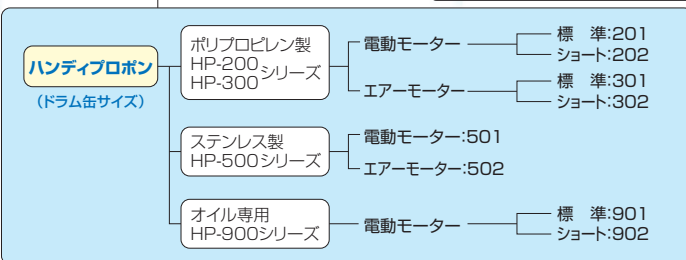 ハンディプロポン
(ドラム缶サイズ)
ポリプロピレン製
HP-200
HP-300
シリーズ
電動モーター
標 準:201
ショート:202
エアーモーター
標 準:301
ショート:302
ステンレス製
HP-500シリーズ
電動モーター:501
エアーモーター:502
オイル専用
HP-900シリーズ
電動モーター
標 準:901
ショート:902